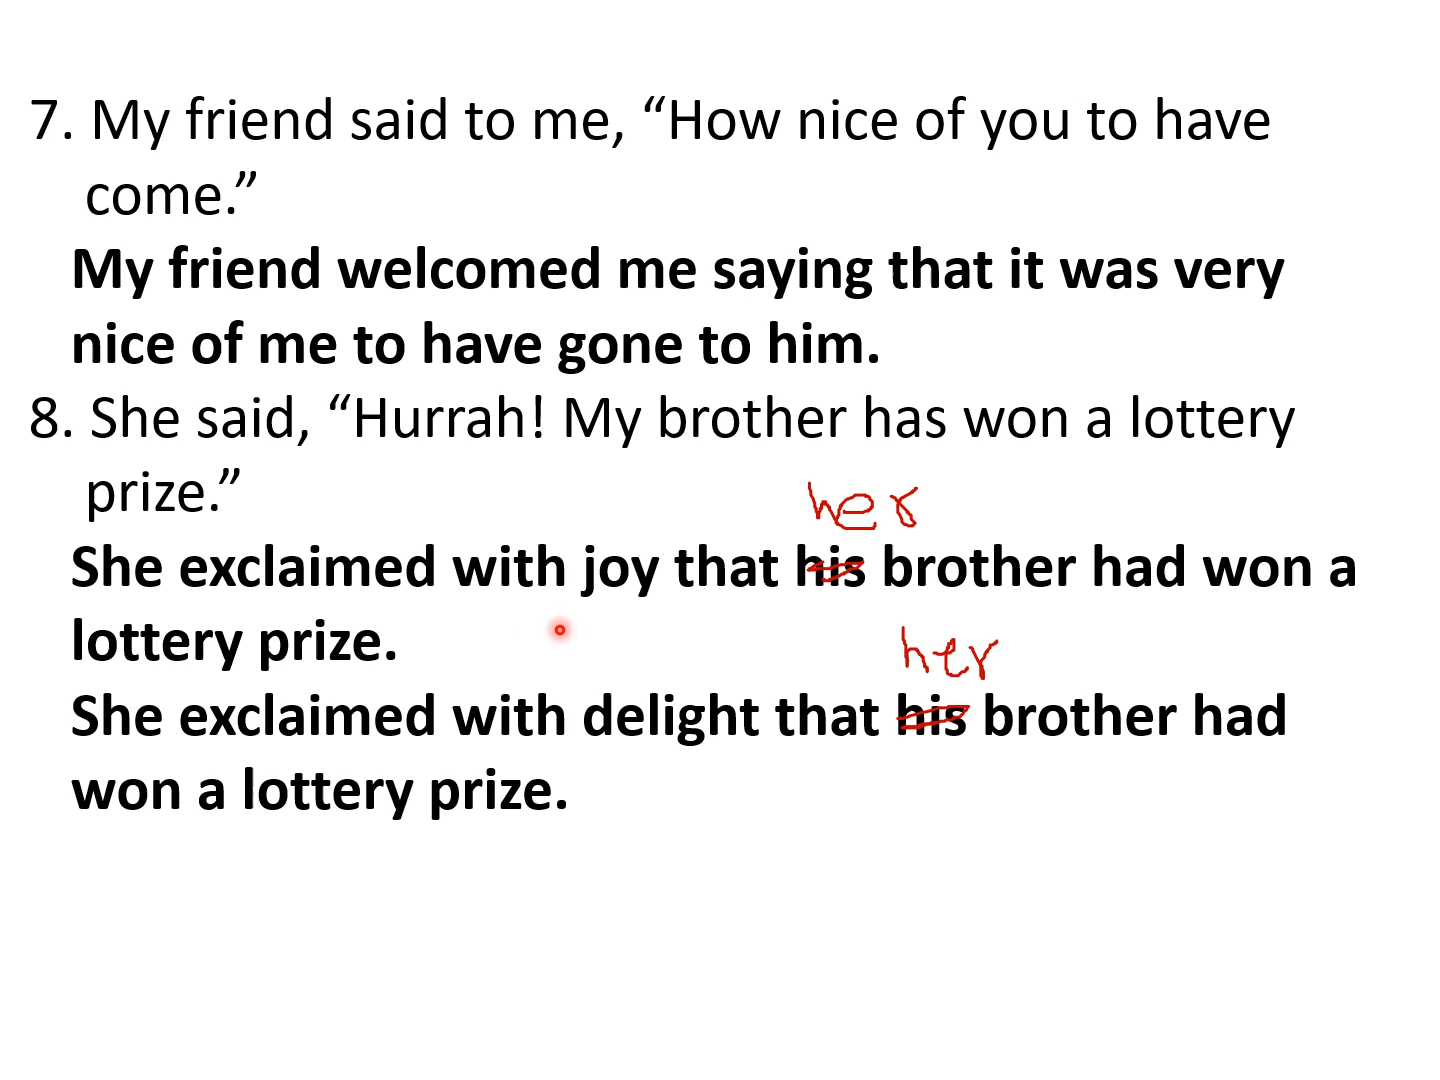 7. My friend said to me, “How nice of you to have
come.”
My friend welcomed me saying that it was very
nice of me to have gone to him.
8. She said, “Hurrah! My brother has won a lottery
prize.”
her
She exclaimed with joy that his brother had won a
lottery prize.
her
She exclaimed with delight that his brother had
won a lottery prize.